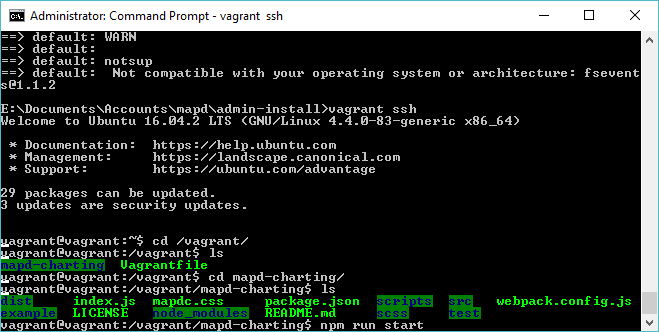 Administrator: Command Prompt - vagrant  ssh
==> default: WARN
==> default:
==> default: notsup
==> default:  Not compatible with your operating system or architecture: fsevent
s@1.1.2
E:\Documents\Accounts\mapd\admin-install>vagrant ssh
Welcome to Ubuntu 16.04.2 LTS (GNU/Linux 4.4.0-83-generic x86_64)
 * Documentation:  https://help.ubuntu.com
 * Management:     https://landscape.canonical.com
 * Support:        https://ubuntu.com/advantage
29 packages can be updated.
3 updates are security updates.
vagrant@vagrant:~$ cd /vagrant/
vagrant@vagrant:/vagrant$ ls
mapd-charting  Vagrantfile
vagrant@vagrant:/vagrant$ cd mapd-charting/
vagrant@vagrant:/vagrant/mapd-charting$ ls
dist     index.js  mapdc.css     package.json  scripts  src   webpack.config.js
example  LICENSE   node_modules  README.md     scss     test
vagrant@vagrant:/vagrant/mapd-charting$ npm run start